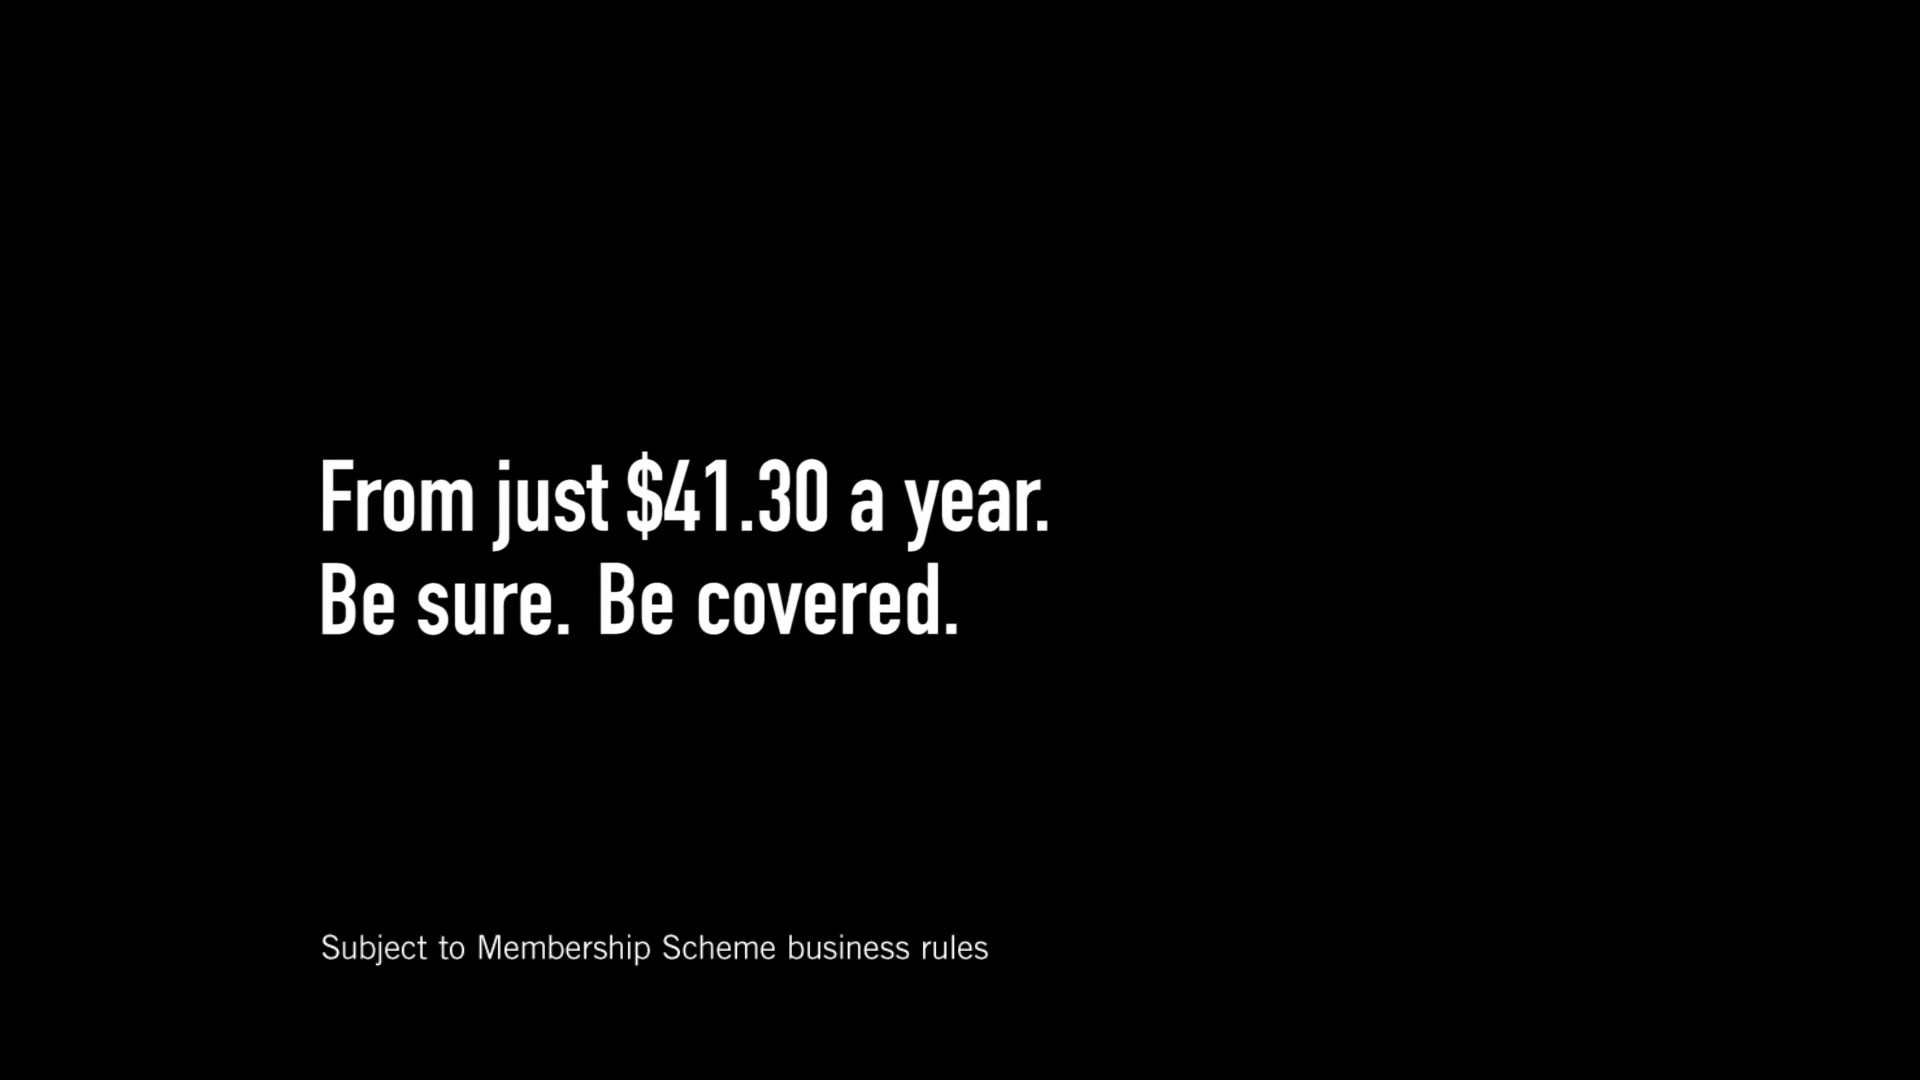 From just $41.30 a year.
Be sure. Be covered.
Subject to Membership Scheme business rules